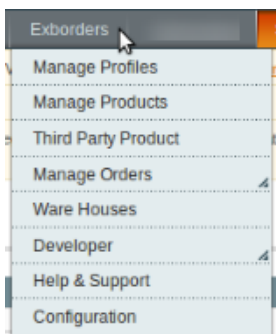 Exborders
Manage Profiles
Manage Products
Third Party Product
Manage Orders
Ware Houses
Developer
Help & Support
Configuration